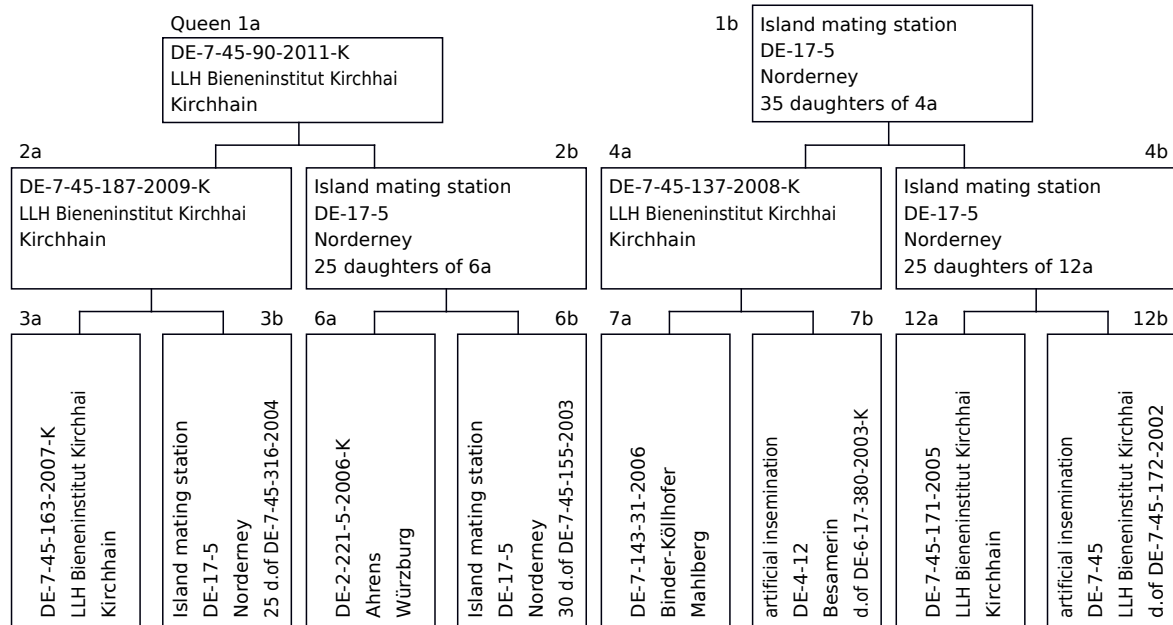 Queen 1a
DE-7-45-90-2011-K
LLH Bieneninstitut Kirchhai
Kirchhain
1b
Island mating station
DE-17-5
Norderney
35 daughters of 4a
2a
DE-7-45-187-2009-K
LLH Bieneninstitut Kirchhai
Kirchhain
2b
Island mating station
DE-17-5
Norderney
25 daughters of 6a
4a
DE-7-45-137-2008-K
LLH Bieneninstitut Kirchhai
Kirchhain
4b
Island mating station
DE-17-5
Norderney
25 daughters of 12a
3a
DE-7-45-163-2007-K
LLH Bieneninstitut Kirchhai
Kirchhain
3b
Island mating station
DE-17-5
Norderney
25 d.of DE-7-45-316-2004
6a
DE-2-221-5-2006-K
Ahrens
Würzburg
6b
Island mating station
DE-17-5
Norderney
30 d.of DE-7-45-155-2003
7a
DE-7-143-31-2006
Binder-Köllhofer
Mahlberg
7b
artificial insemination
DE-4-12
Besamerin
d.of DE-6-17-380-2003-K
12a
DE-7-45-171-2005
LLH Bieneninstitut Kirchhai
Kirchhain
12b
artificial insemination
DE-7-45
LLH Bieneninstitut Kirchhai
d.of DE-7-45-172-2002